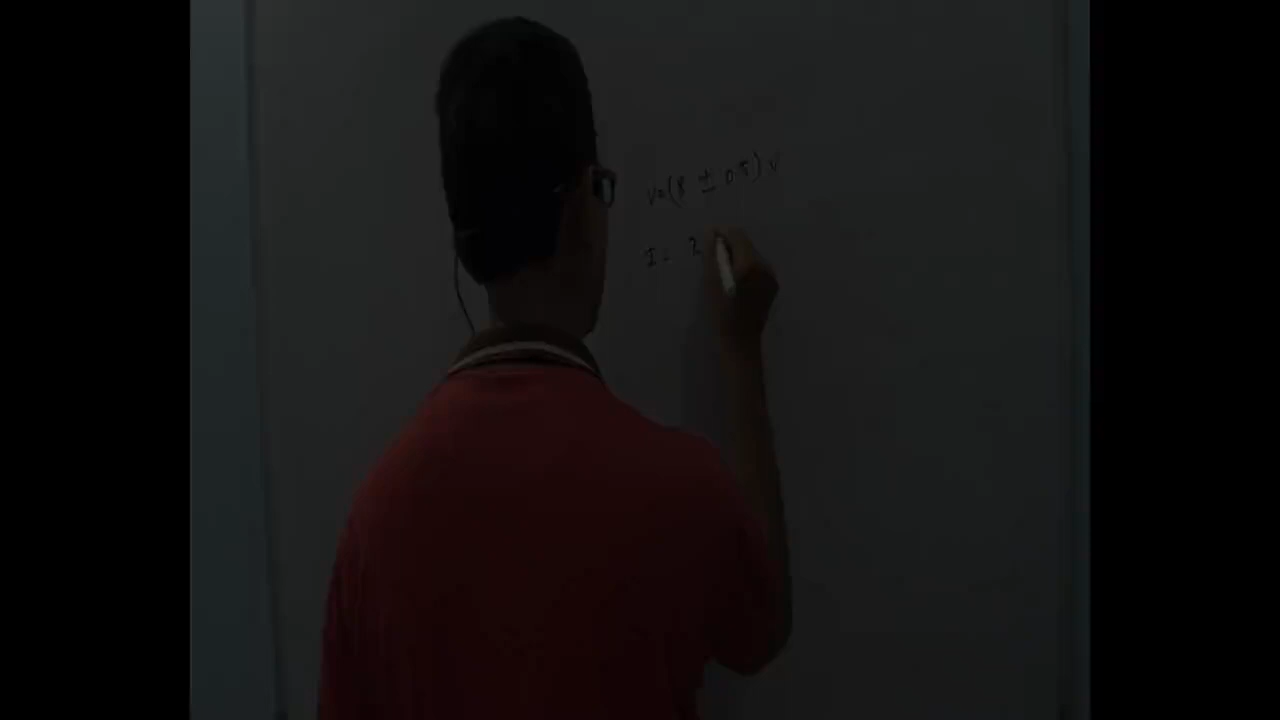 V=(8 ± 0.5) V
I = 2